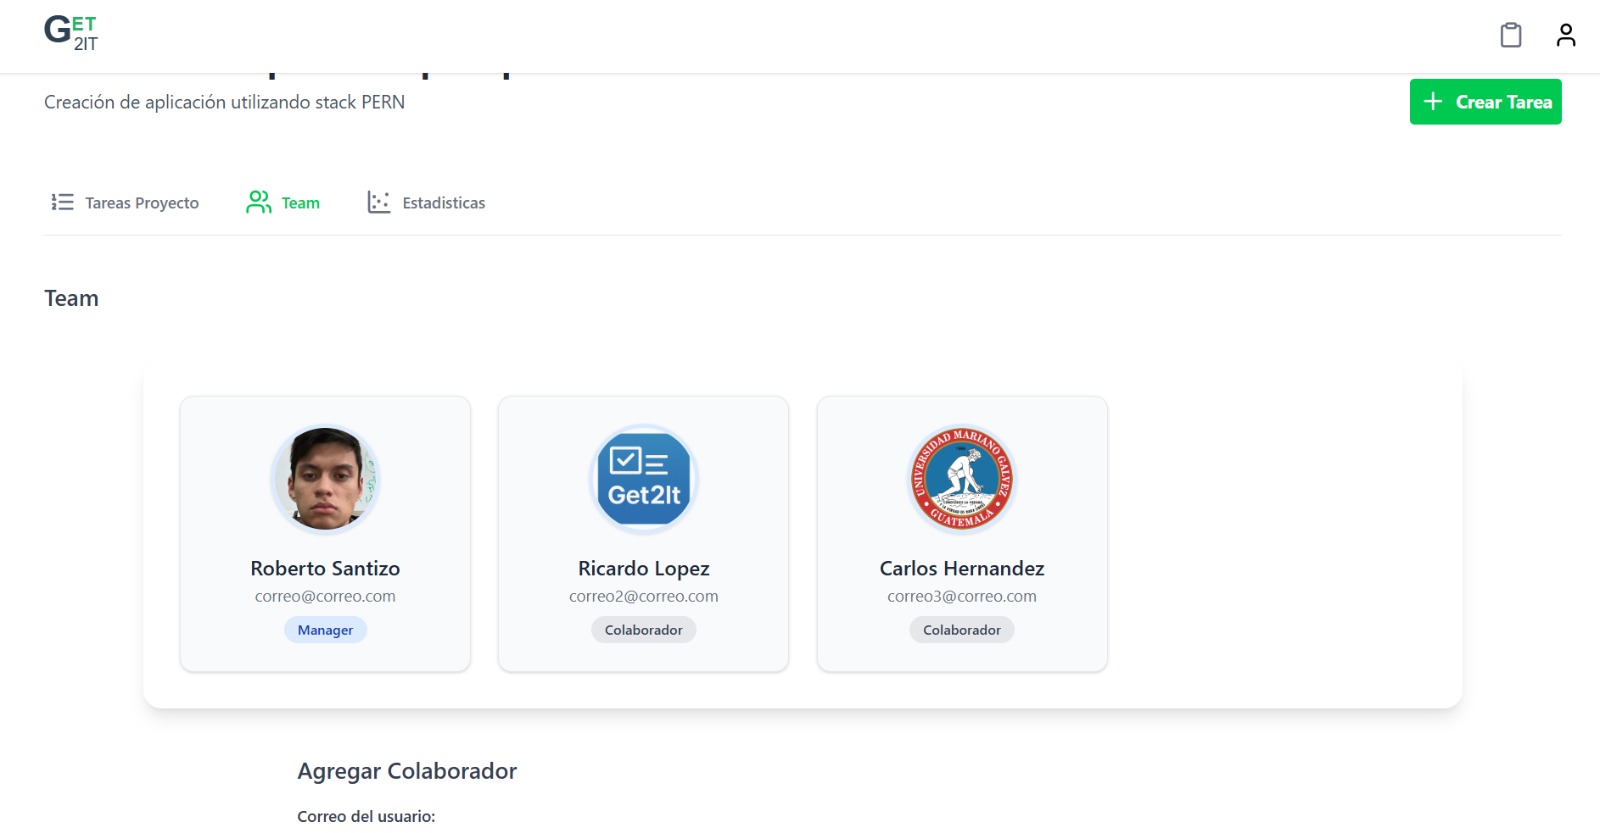 GET
2IT
Creación de aplicación utilizando stack PERN
Crear Tarea
Tareas Proyecto
Team
Estadisticas
Team
Get2It
UNIVERSIDAD MARIANO GALVEZ
GUATEMALA
Roberto Santizo
Ricardo Lopez
Carlos Hernandez
correo@correo.com
correo2@correo.com
correo3@correo.com
Manager
Colaborador
Colaborador
Agregar Colaborador
Correo del usuario: